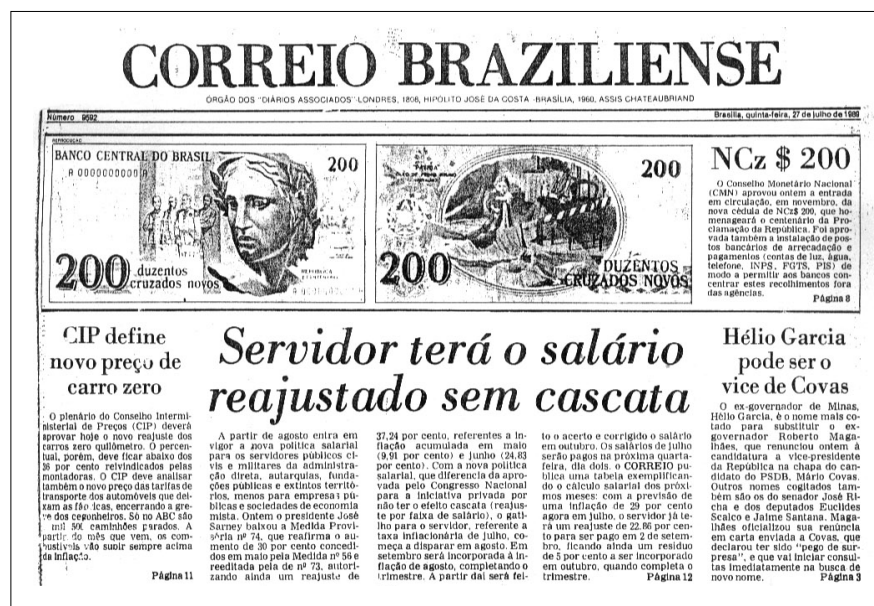 CORREIO BRAZILIENSE
ÓRGÃO DOS "DIÁRIOS ASSOCIADOS" -LONDRES, 1808, HIPÓLITO JOSÉ DA COSTA -BRASÍLIA, 1960, ASSIS CHATEAUBRIAND
Número 9592
Brasília, quinta-feira, 27 de julho de 1989
REPRODUÇÃO
BANCO CENTRAL DO BRASIL
A 0000000000 A
200
200 duzentos
cruzados novos
200
200
DUZENTOS
CRUZADOS NOVOS
NCz $ 200
O Conselho Monetário Nacional
(CMN) aprovou ontem a entrada
em circulação, em novembro, da
nova cédula de NCz$ 200, que ho-
menageará o centenário da Pro-
clamação da República. Foi apro-
vada também a instalação de pos-
tos bancários de arrecadação e
pagamentos (contas de luz, água,
telefone, INPS, FGTS, PIS) de
modo a permitir aos bancos con-
centrar estes recolhimentos fora
das agências.
Página 8
CIP define
novo preço de
carro zero
O plenário do Conselho Intermi-
nisterial de Preços (CIP) deverá
aprovar hoje o novo reajuste dos
carros zero quilômetro. O percen-
tual, porém, deve ficar abaixo dos
36 por cento reivindicados pelas
montadoras. O CIP deve analisar
também o novo preço das tarifas de
transporte dos automóveis que dei-
xam as fábricas, encerrando a gre-
ve dos cegonheiros. Só no ABC são
mil 500 caminhões parados. A
partir do mês que vem, os com-
bustíveis vão subir sempre acima
da inflação.
Página 11
Servidor terá o salário
reajustado sem cascata
A partir de agosto entra em
vigor a nova política salarial
para os servidores públicos ci-
vis e militares da administra-
ção direta, autarquias, funda-
ções públicas e extintos territó-
rios, menos para empresas pú-
blicas e sociedades de economia
mista. Ontem o presidente José
Sarney baixou a Medida Provi-
sória nº 74, que reafirma o au-
mento de 30 por cento concedi-
dos em maio pela Medida nº 56 e
reeditada pela de nº 73, autori-
zando ainda um reajuste de
37,24 por cento, referentes a in-
flação acumulada em maio
(9,91 por cento) e junho (24,83
por cento). Com a nova política
salarial, que diferencia da apro-
vada pelo Congresso Nacional
para a iniciativa privada por
não ter o efeito cascata (reajus-
te por faixa de salário), o gati-
lho para o servidor, referente a
taxa inflacionária de julho, co-
meça a disparar em agosto. Em
setembro será incorporada à in-
flação de agosto, completando o
trimestre. A partir daí será fei-
to o acerto e corrigido o salário
em outubro. Os salários de julho
serão pagos na próxima quarta-
feira, dia dois. o CORREIO pu-
blica uma tabela exemplifican-
do o cálculo salarial dos próxi-
mos meses: com a previsão de
uma inflação de 29 por cento
agora em julho, o servidor já te-
rá um reajuste de 22.86 por cen-
to para ser pago em 2 de setem-
bro, ficando ainda um residuo
de 5 por cento a ser incorporado
em outubro, quando completa o
trimestre.
Página 12
Hélio Garcia
pode ser o
vice de Covas
O ex-governador de Minas,
Hélio Garcia, é o nome mais co-
tado para substituir o ex-
governador Roberto Maga-
lhães, que renunciou ontem à
candidatura a vice-presidente
da República na chapa do can-
didato do PSDB, Mário Covas.
Outros nomes cogitados tam-
bém são os do senador José Ri-
cha e dos deputados Euclides
Scalco e Jaime Santana. Maga-
lhães oficializou sua renúncia
em carta enviada a Covas, que
declarou ter sido "pego de sur-
presa", e que vai iniciar consul-
tas imediatamente na busca de
novo nome.
Página 3